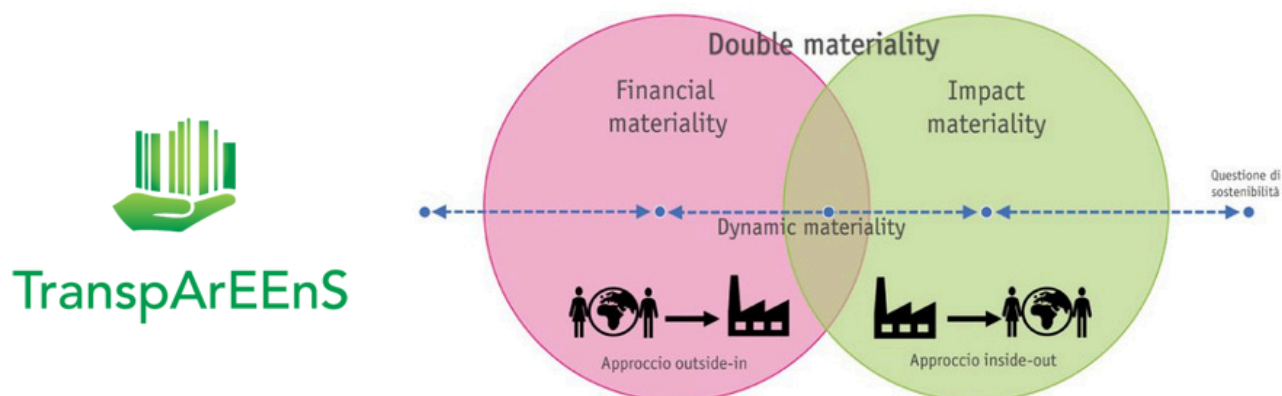 TranspArEEnS
Double materiality
Financial
materiality
Impact
materiality
Questione di
sostenibilità
Dynamic materiality
Approccio outside-in
Approccio inside-out